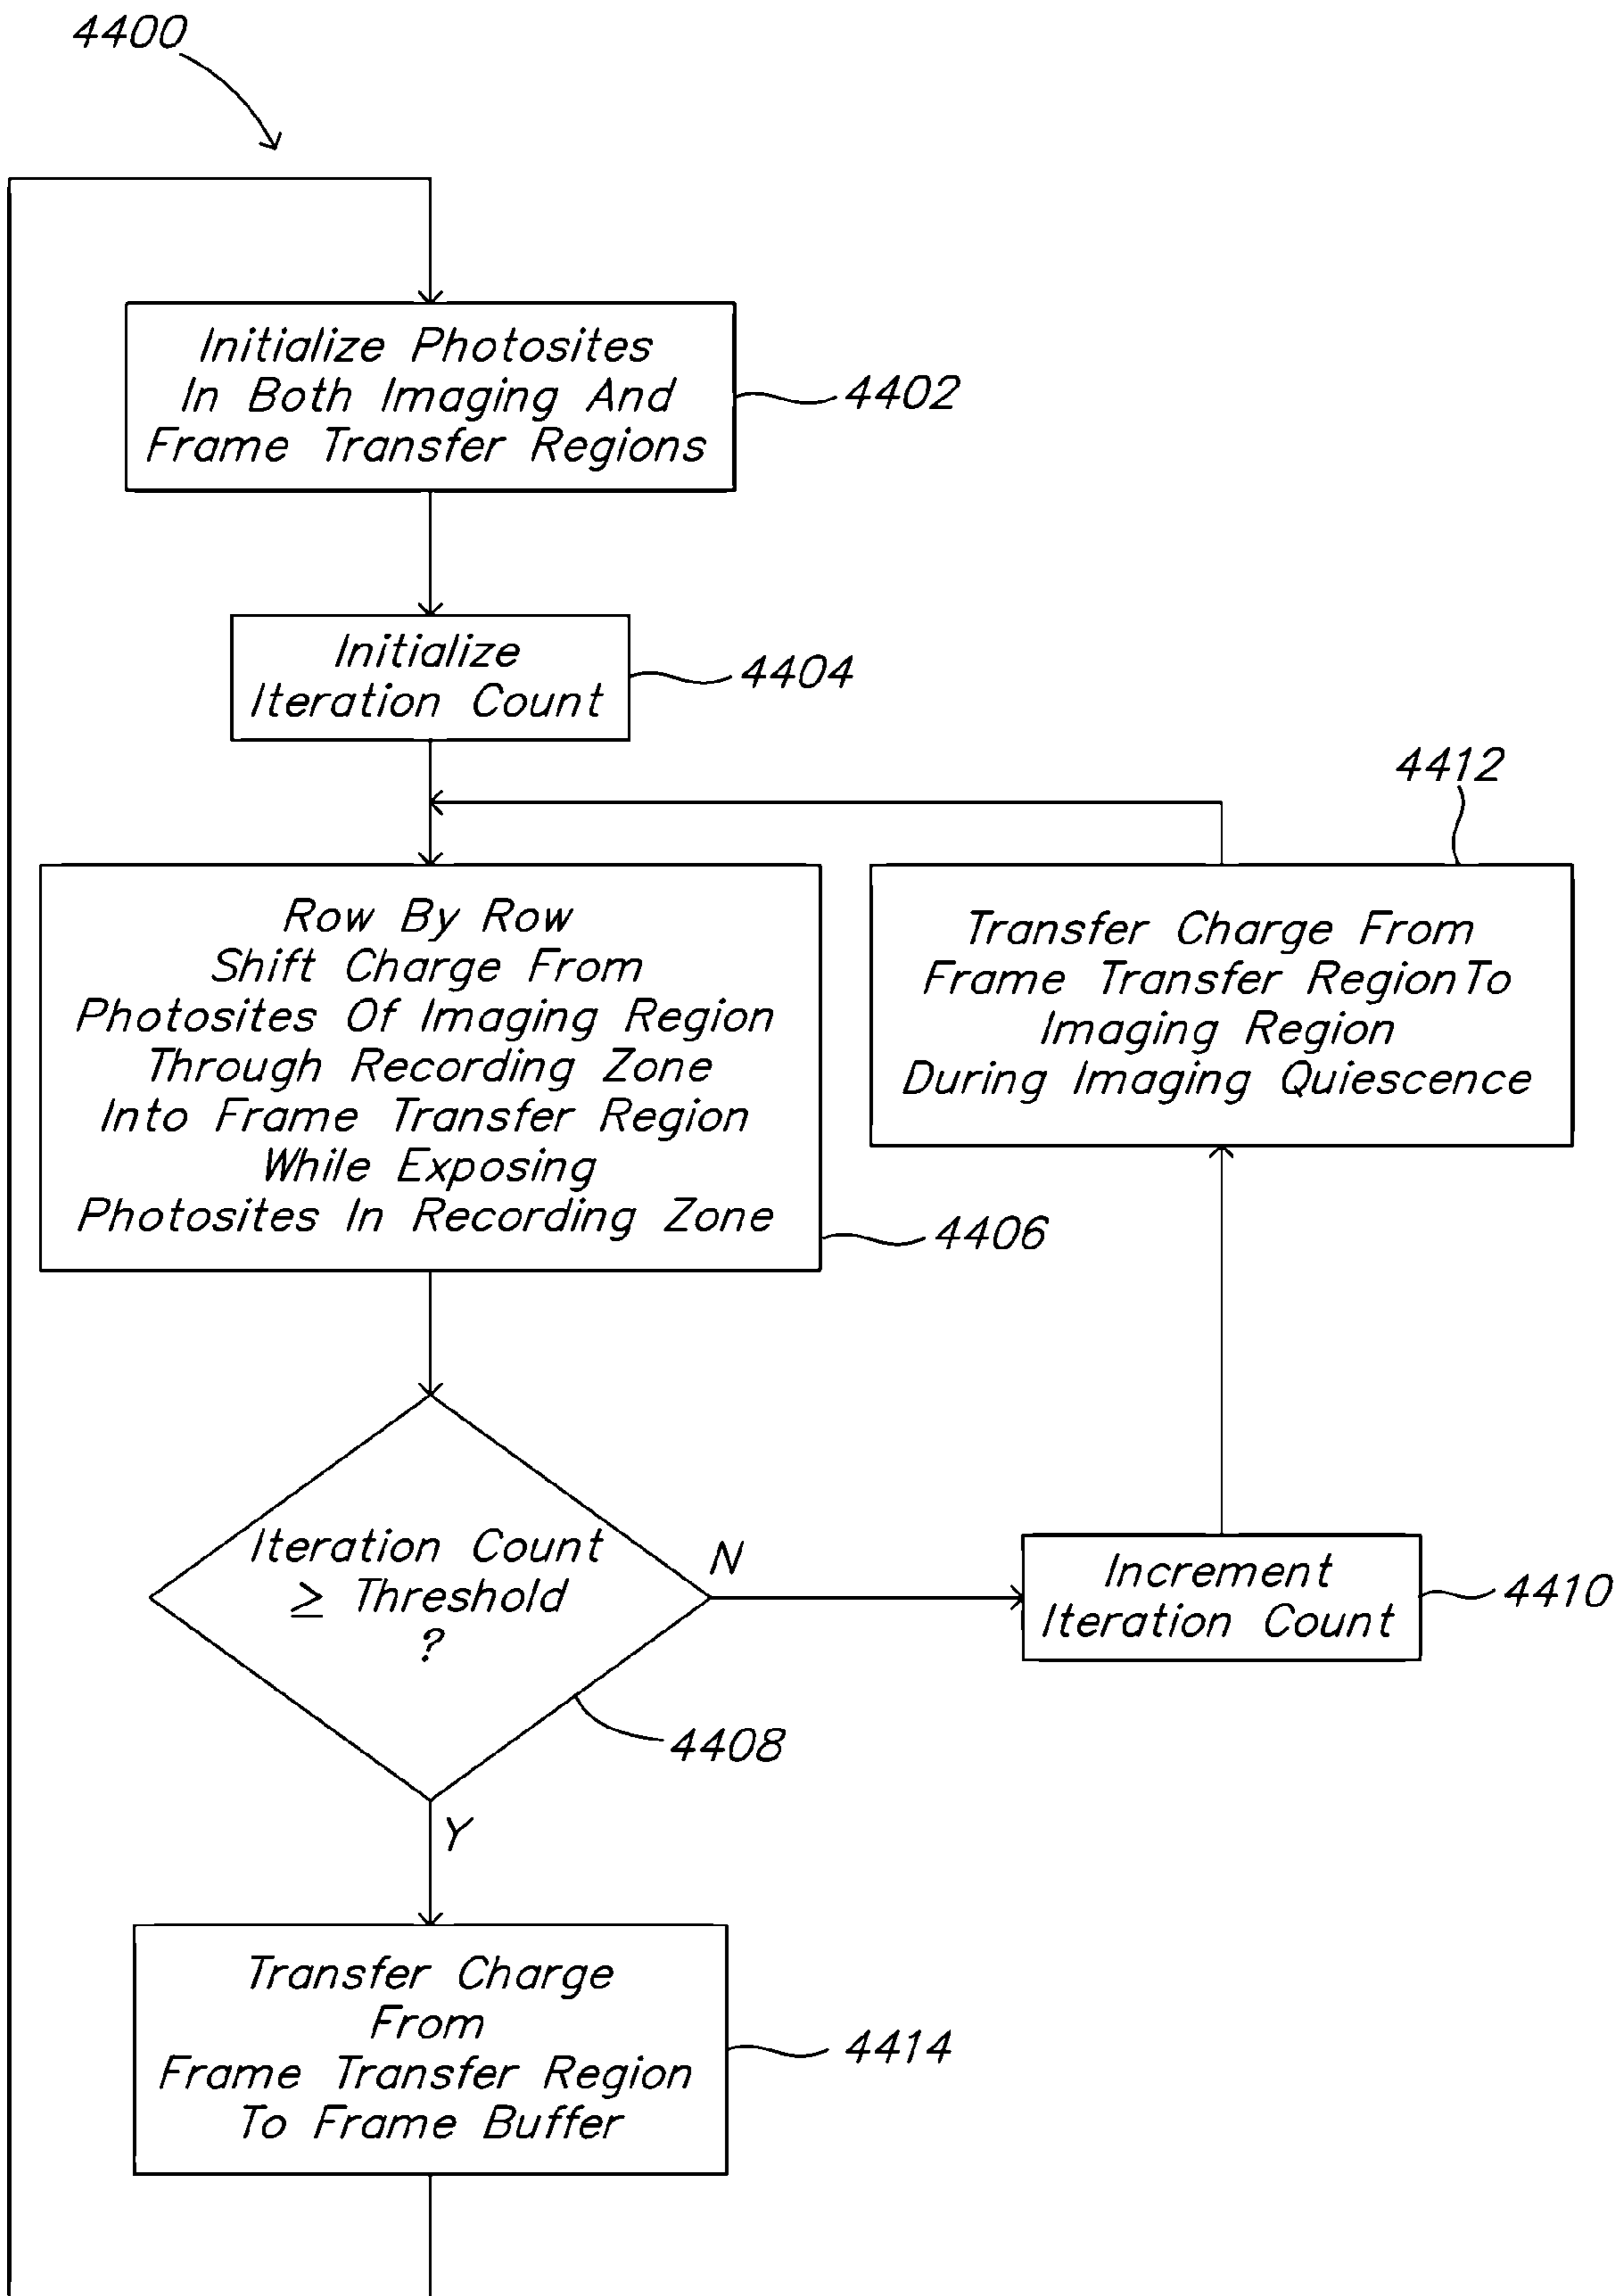 4400
Initialize Photosites
In Both Imaging And
Frame Transfer Regions
4402
Initialize
Iteration Count
4404
4412
Row By Row
Shift Charge From
Photosites Of Imaging Region
Through Recording Zone
Into Frame Transfer Region
While Exposing
Photosites In Recording Zone
4406
Transfer Charge From
Frame Transfer RegionTo
Imaging Region
During Imaging Quiescence
Iteration Count
≥ Threshold
?
N
4408
Increment
Iteration Count
4410
Y
Transfer Charge
From
Frame Transfer Region
To Frame Buffer
4414